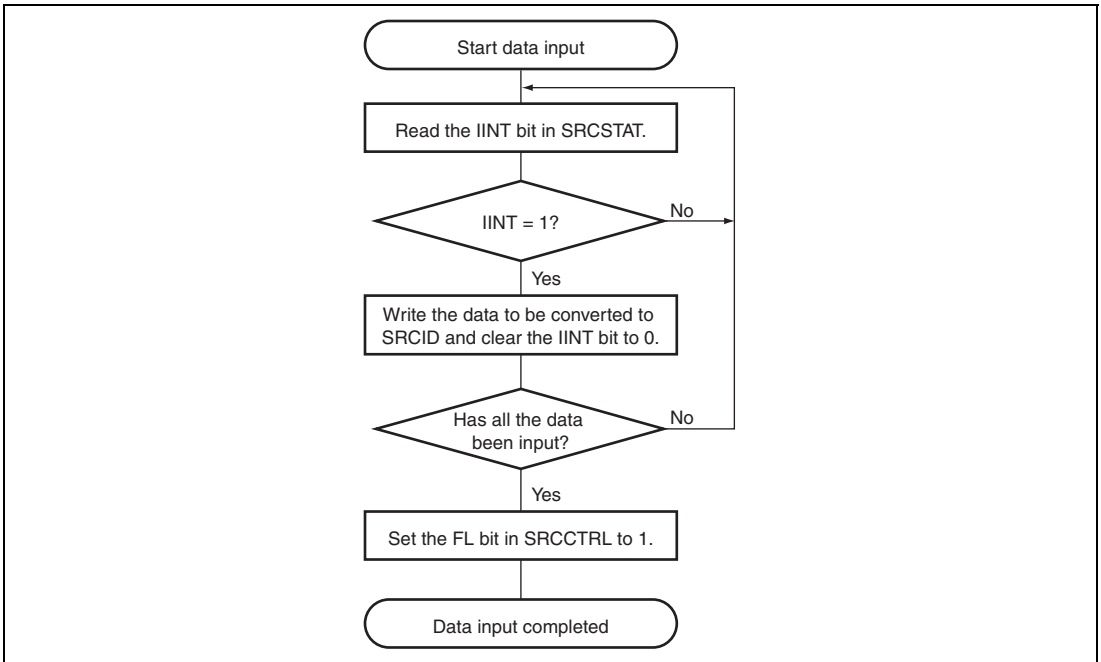 Start data input
Read the IINT bit in SRCSTAT.
IINT = 1?
No
Yes
Write the data to be converted to
SRCID and clear the IINT bit to 0.
Has all the data
been input?
No
Yes
Set the FL bit in SRCCTRL to 1.
Data input completed